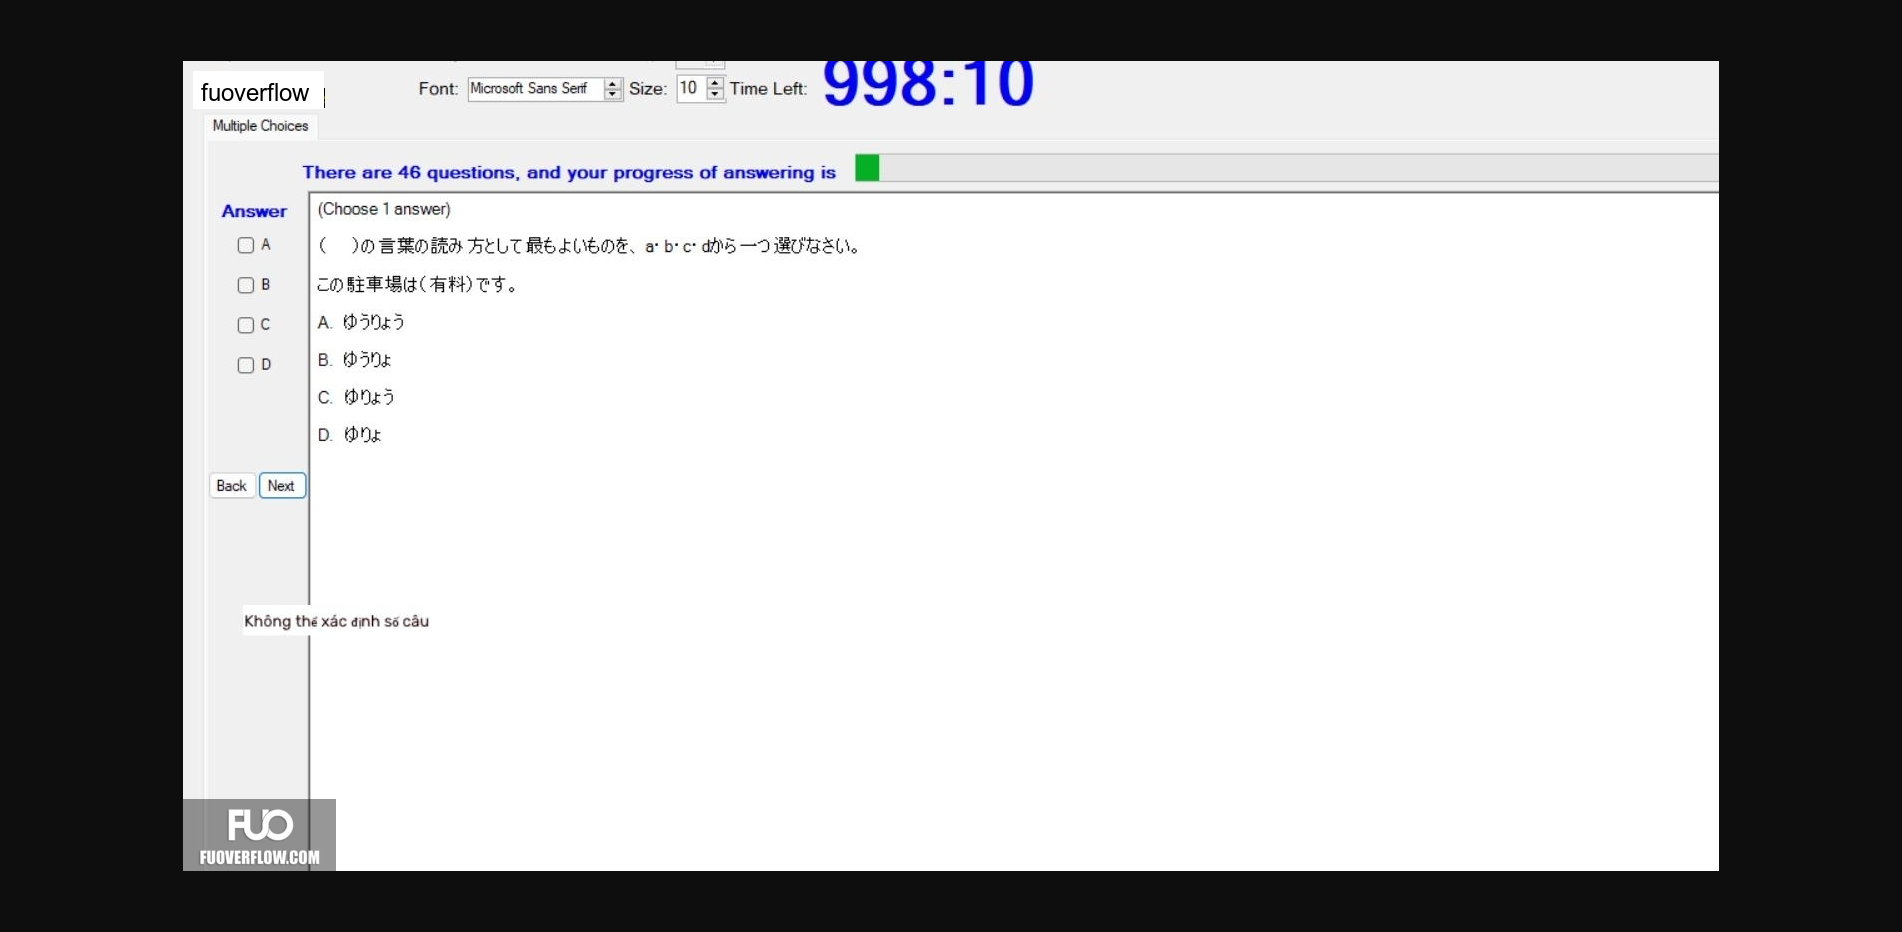 fuoverflow
Font: Microsoft Sans Serif Size: 10 Time Left: 998:10
Multiple Choices
There are 46 questions, and your progress of answering is
Answer
(Choose 1 answer)
A
(　)の言葉の読み方として最もよいものを、a・b・c・dから一つ選びなさい。
B
この駐車場は(有料)です。
C
A. ゆうりょう
B. ゆうりょ
D
C. ゆりょう
D. ゆりょ
Back Next
Không thể xác định số câu
FUO
FUOVERFLOW.COM